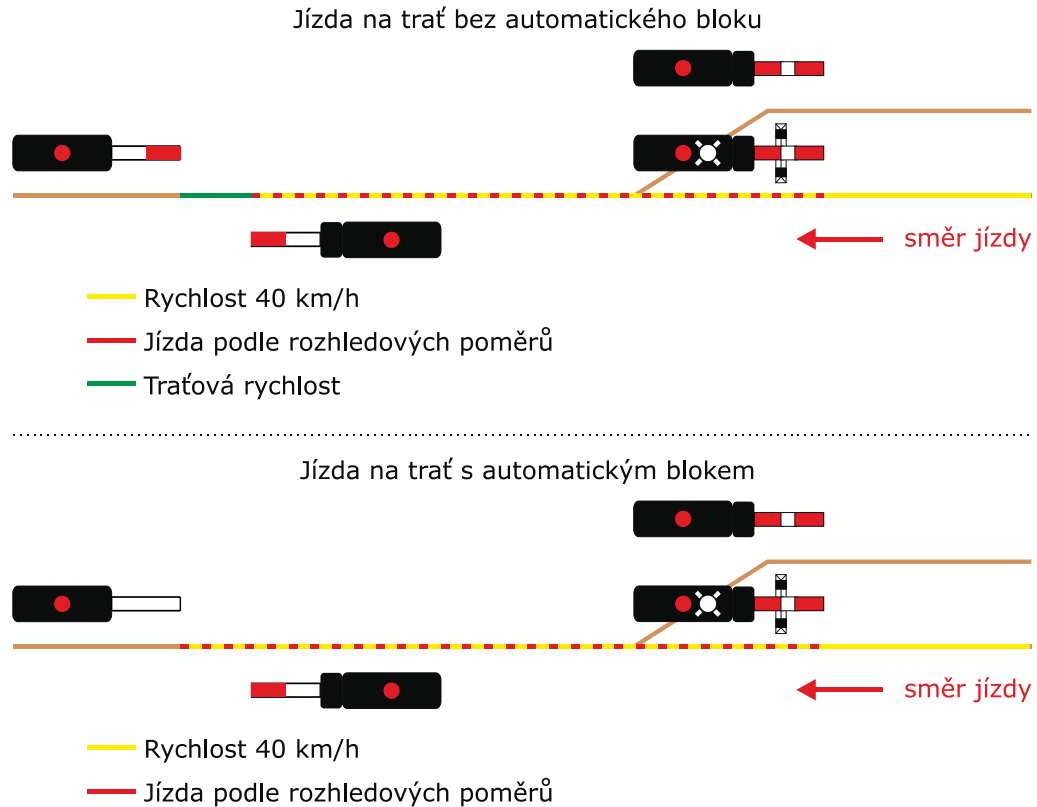 Jízda na trať bez automatického bloku
směr jízdy
Rychlost 40 km/h
Jízda podle rozhledových poměrů
Traťová rychlost
Jízda na trať s automatickým blokem
směr jízdy
Rychlost 40 km/h
Jízda podle rozhledových poměrů